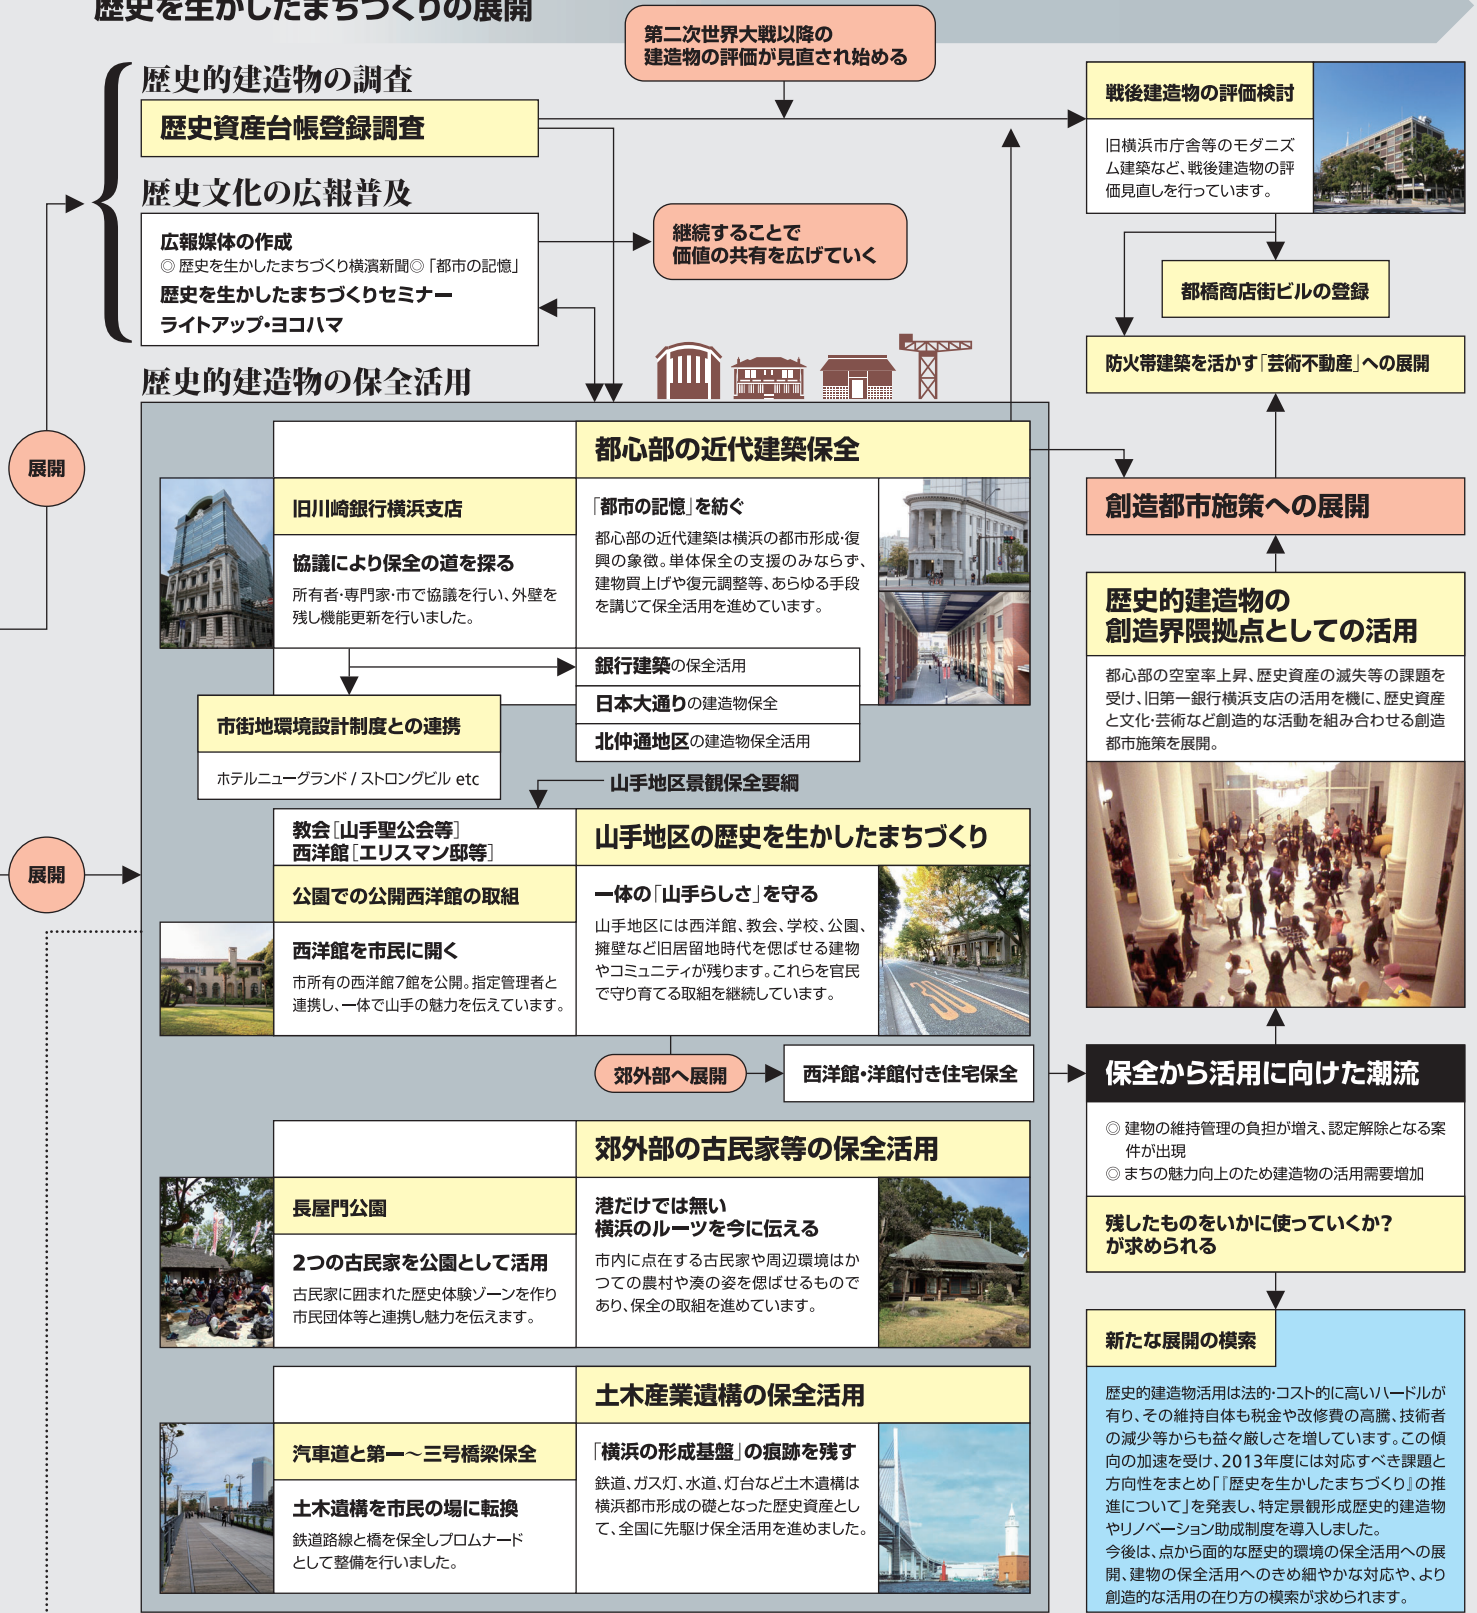 歴史を生かしたまちづくりの展開
第二次世界大戦以降の
建造物の評価が見直され始める
歴史的建造物の調査
歴史資産台帳登録調査
歴史文化の広報普及
広報媒体の作成
◎ 歴史を生かしたまちづくり横濱新聞◎「都市の記憶」
歴史を生かしたまちづくりセミナー
ライトアップ・ヨコハマ
継続することで
価値の共有を広げていく
戦後建造物の評価検討
旧横浜市庁舎等のモダニズ
ム建築など、戦後建造物の評
価見直しを行っています。
都橋商店街ビルの登録
防火帯建築を活かす「芸術不動産」への展開
歴史的建造物の保全活用
展開
都心部の近代建築保全
旧川崎銀行横浜支店
協議により保全の道を探る
所有者・専門家・市で協議を行い、外壁を
残し機能更新を行いました。
「都市の記憶」を紡ぐ
都心部の近代建築は横浜の都市形成・復
興の象徴。単体保全の支援のみならず、
建物買上げや復元調整等、あらゆる手段
を講じて保全活用を進めています。
銀行建築の保全活用
日本大通りの建造物保全
北仲通地区の建造物保全活用
市街地環境設計制度との連携
ホテルニューグランド / ストロングビル etc
山手地区景観保全要綱
展開
教会[山手聖公会等]
西洋館[エリスマン邸等]
山手地区の歴史を生かしたまちづくり
公園での公開西洋館の取組
西洋館を市民に開く
市所有の西洋館7館を公開。指定管理者と
連携し、一体で山手の魅力を伝えています。
一体の「山手らしさ」を守る
山手地区には西洋館、教会、学校、公園、
擁壁など旧居留地時代を偲ばせる建物
やコミュニティが残ります。これらを官民
で守り育てる取組を継続しています。
30
郊外部へ展開
西洋館・洋館付き住宅保全
郊外部の古民家等の保全活用
長屋門公園
2つの古民家を公園として活用
古民家に囲まれた歴史体験ゾーンを作り
市民団体等と連携し魅力を伝えます。
港だけでは無い
横浜のルーツを今に伝える
市内に点在する古民家や周辺環境はか
つての農村や湊の姿を偲ばせるもので
あり、保全の取組を進めています。
土木産業遺構の保全活用
汽車道と第一〜三号橋梁保全
土木遺構を市民の場に転換
鉄道路線と橋を保全しプロムナード
として整備を行いました。
「横浜の形成基盤」の痕跡を残す
鉄道、ガス灯、水道、灯台など土木遺構は
横浜都市形成の礎となった歴史資産とし
て、全国に先駆け保全活用を進めました。
創造都市施策への展開
歴史的建造物の
創造界隈拠点としての活用
都心部の空室率上昇、歴史資産の滅失等の課題を
受け、旧第一銀行横浜支店の活用を機に、歴史資産
と文化・芸術など創造的な活動を組み合わせる創造
都市施策を展開。
保全から活用に向けた潮流
◎ 建物の維持管理の負担が増え、認定解除となる案
件が出現
◎ まちの魅力向上のため建造物の活用需要増加
残したものをいかに使っていくか？
が求められる
新たな展開の模索
歴史的建造物活用は法的・コスト的に高いハードルが
有り、その維持自体も税金や改修費の高騰、技術者
の減少等からも益々厳しさを増しています。この傾
向の加速を受け、2013年度には対応すべき課題と
方向性をまとめ「『歴史を生かしたまちづくり』の推
進について」を発表し、特定景観形成歴史的建造物
やリノベーション助成制度を導入しました。
今後は、点から面的な歴史的環境の保全活用への展
開、建物の保全活用へのきめ細やかな対応や、より
創造的な活用の在り方の模索が求められます。